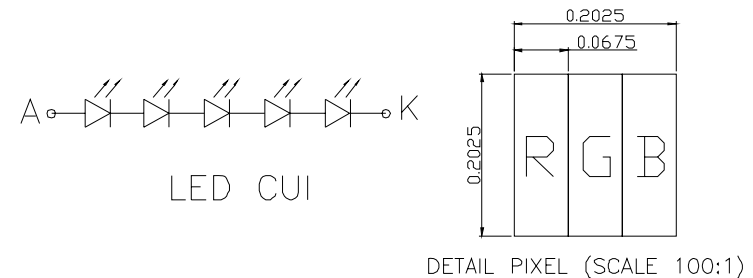 A K
LED CUI
0.2025
0.0675
0.2025
R G B
DETAIL PIXEL (SCALE 100:1)